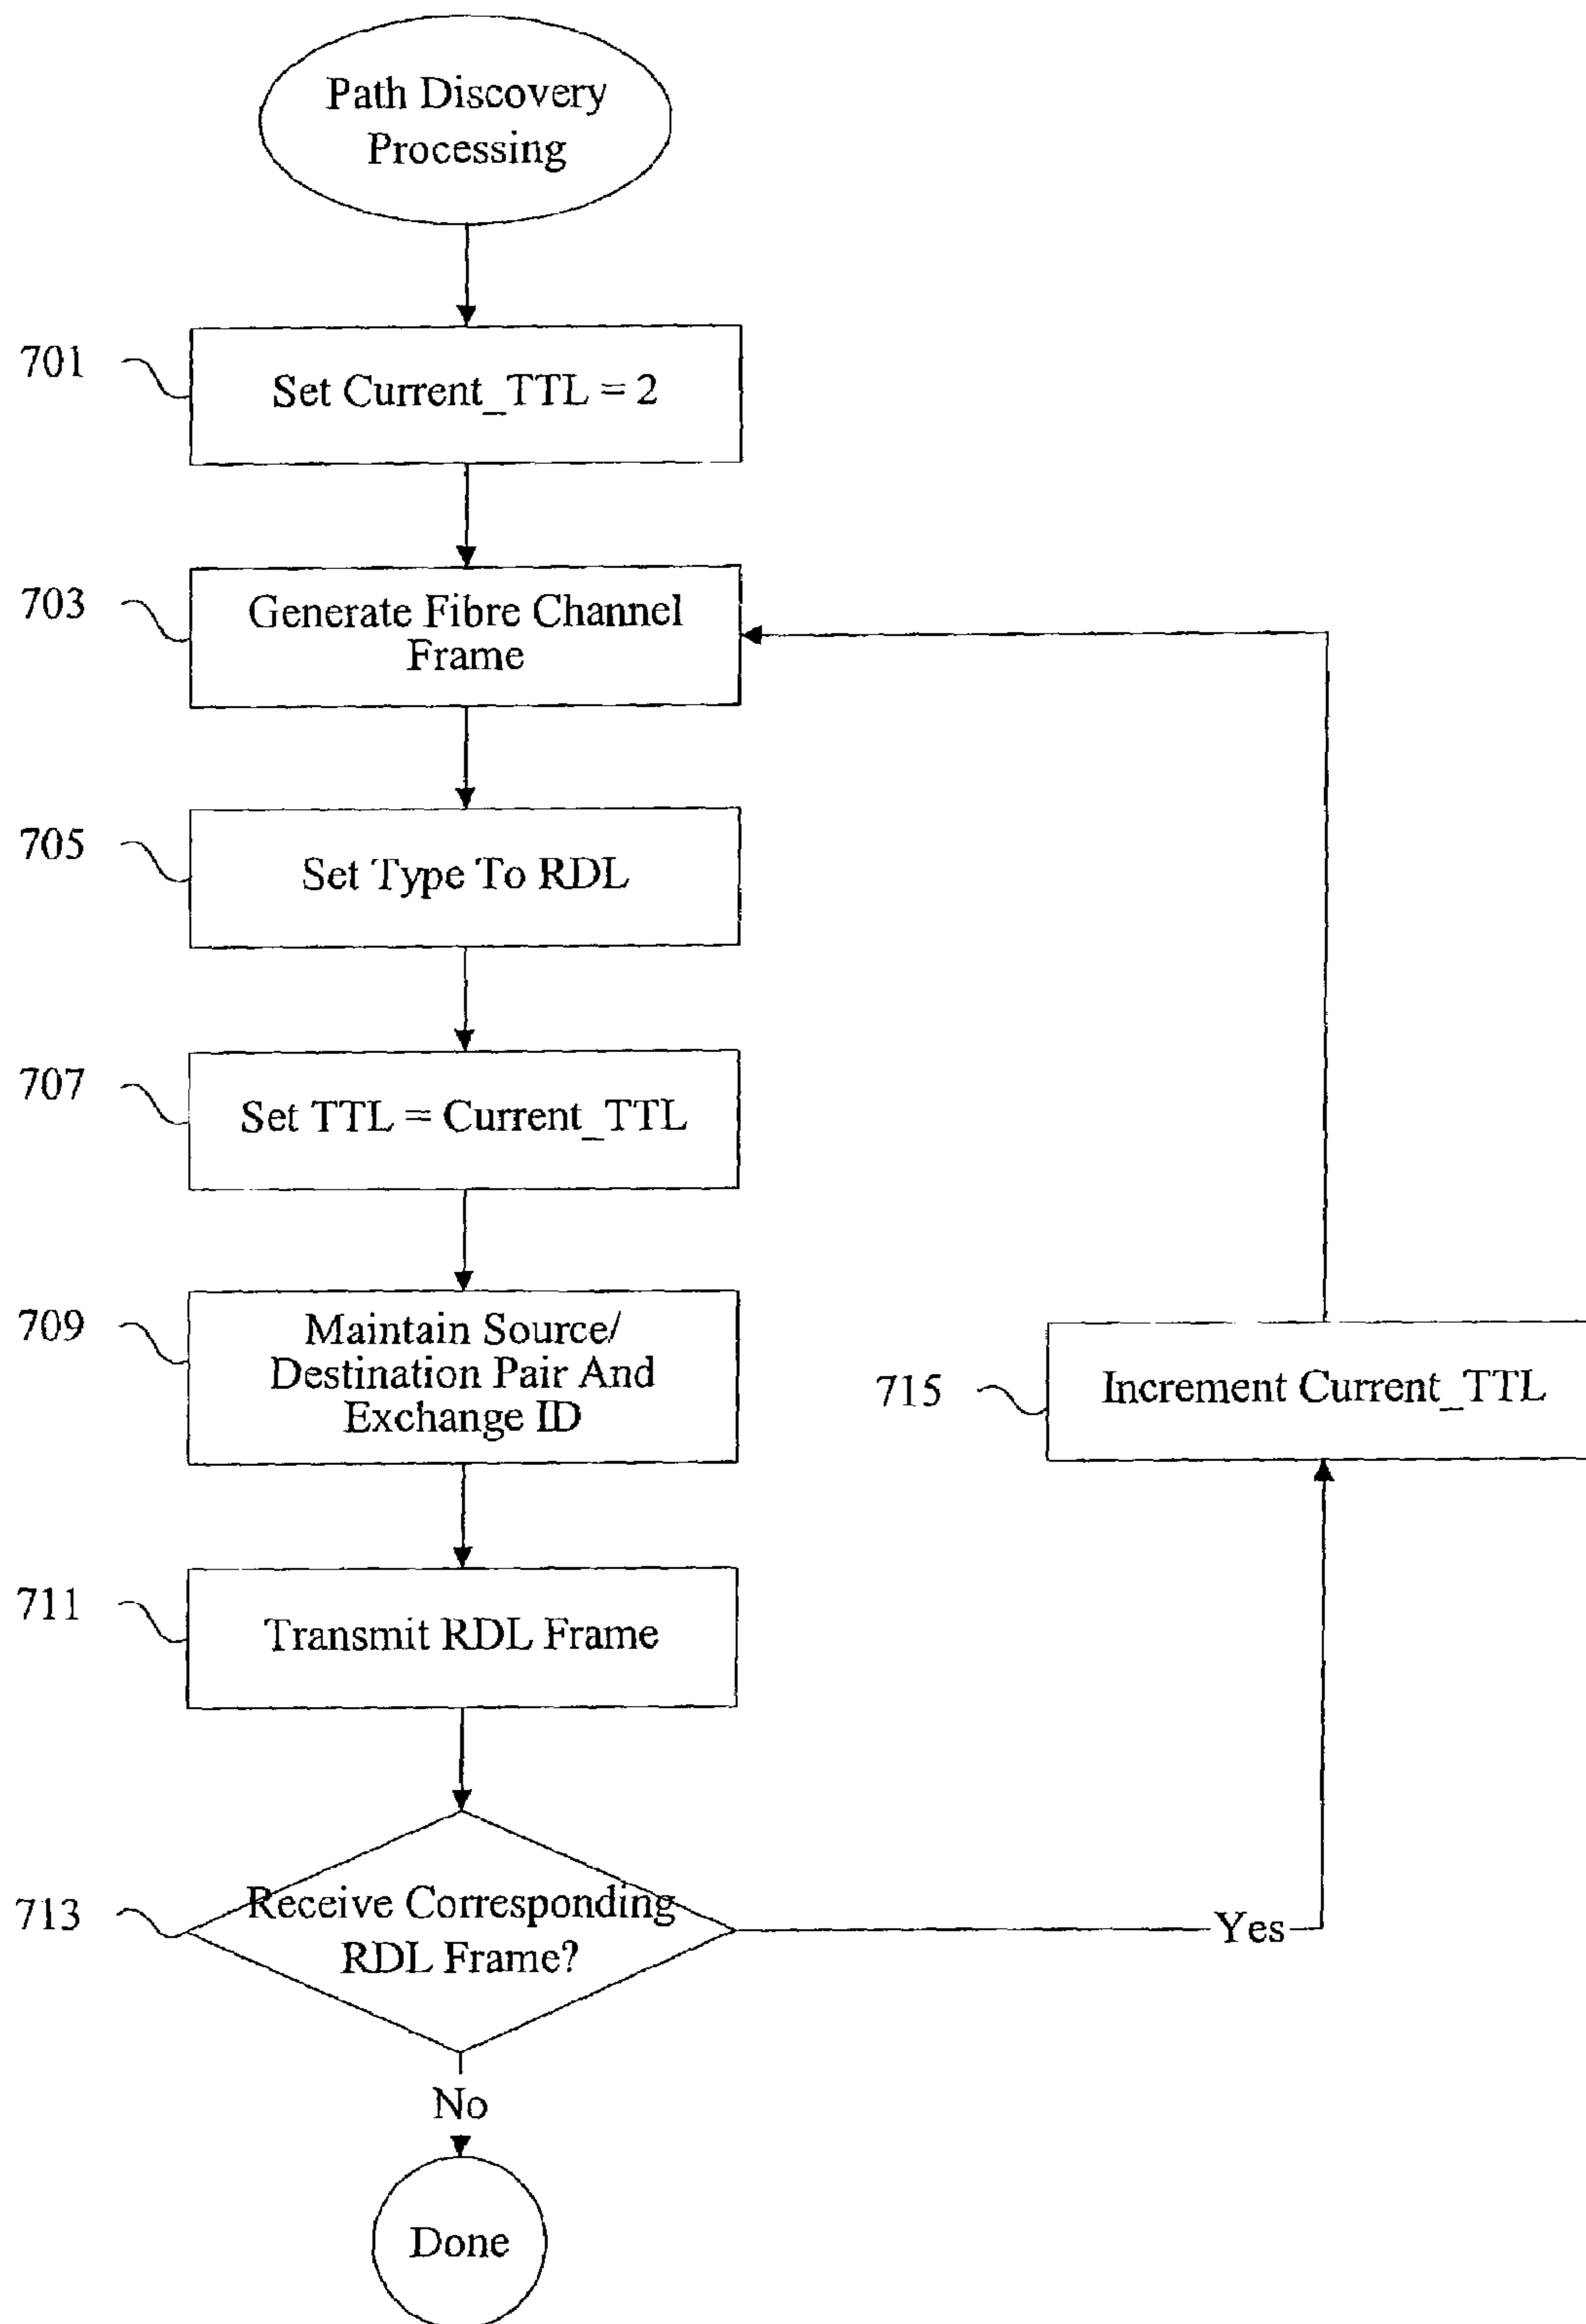 Path Discovery
Processing
701
Set Current_TTL = 2
703
Generate Fibre Channel
Frame
705
Set Type To RDL
707
Set TTL = Current_TTL
709
Maintain Source/
Destination Pair And
Exchange ID
715
Increment Current_TTL
711
Transmit RDL Frame
713
Receive Corresponding
RDL Frame?
Yes
No
Done